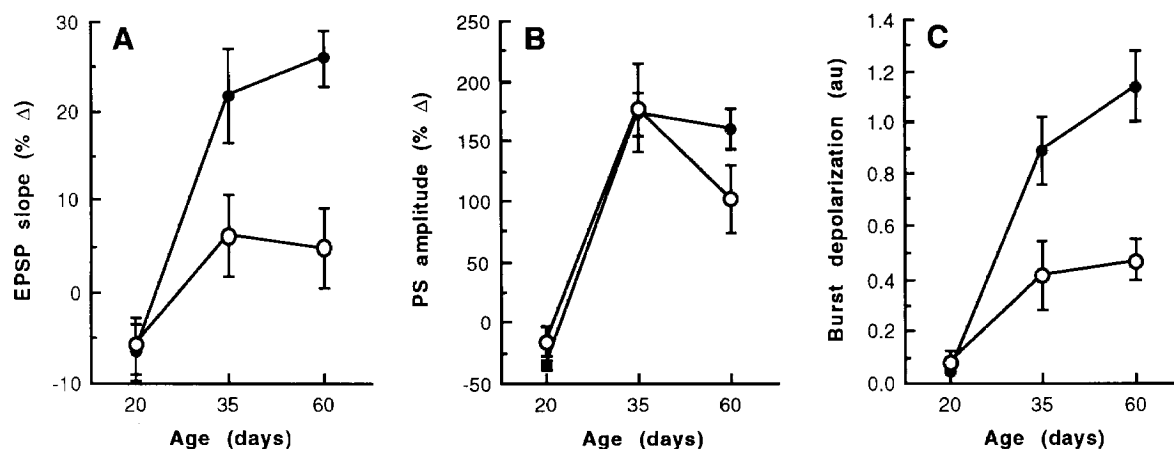 A
EPSP slope (% Δ)
30
20
10
0
-10
20 35 60
Age (days)
B
PS amplitude (% Δ)
250
200
150
100
50
0
-50
20 35 60
Age (days)
C
Burst depolarization (au)
1.4
1.2
1.0
0.8
0.6
0.4
0.2
0.0
20 35 60
Age (days)